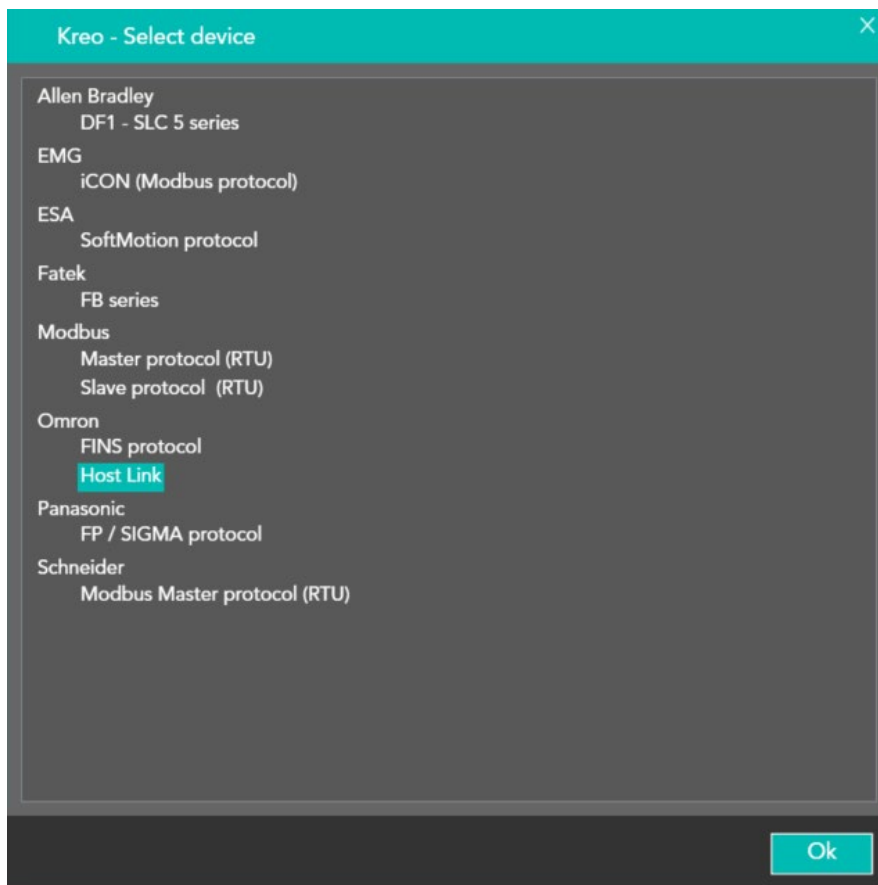 Kreo - Select device
Allen Bradley
DF1 - SLC 5 series
EMG
iCON (Modbus protocol)
ESA
SoftMotion protocol
Fatek
FB series
Modbus
Master protocol (RTU)
Slave protocol  (RTU)
Omron
FINS protocol
Host Link
Panasonic
FP / SIGMA protocol
Schneider
Modbus Master protocol (RTU)
Ok